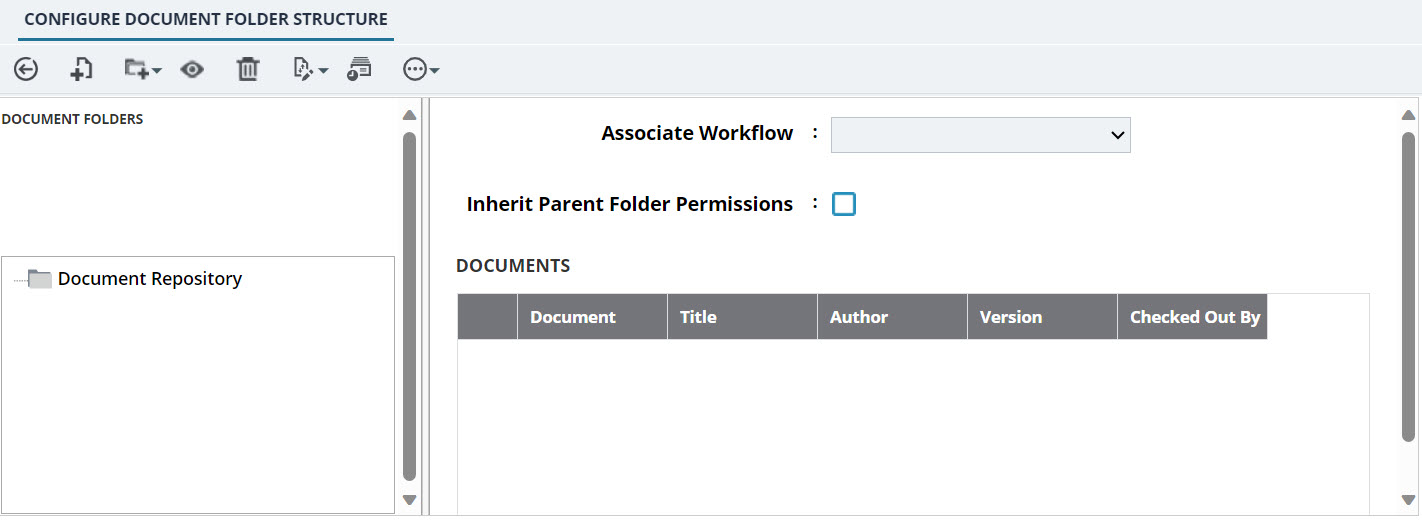 CONFIGURE DOCUMENT FOLDER STRUCTURE
DOCUMENT FOLDERS
Document Repository
Associate Workflow :
Inherit Parent Folder Permissions :
DOCUMENTS
Document Title Author Version Checked Out By